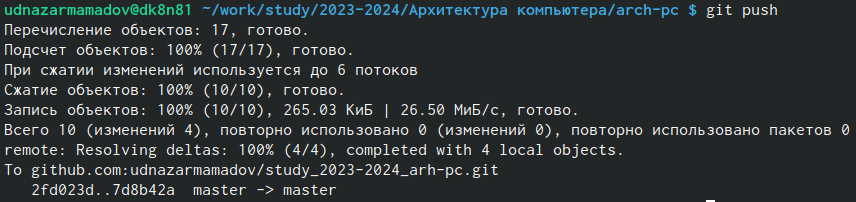 udnazarmamadov@dk8n81 ~/work/study/2023-2024/Архитектура компьютера/arch-pc $ git push
Перечисление объектов: 17, готово.
Подсчет объектов: 100% (17/17), готово.
При сжатии изменений используется до 6 потоков
Сжатие объектов: 100% (10/10), готово.
Запись объектов: 100% (10/10), 265.03 КиБ | 26.50 МиБ/с, готово.
Всего 10 (изменений 4), повторно использовано 0 (изменений 0), повторно использовано пакетов 0
remote: Resolving deltas: 100% (4/4), completed with 4 local objects.
To github.com:udnazarmamadov/study_2023-2024_arh-pc.git
   2fd023d..7d8b42a  master -> master